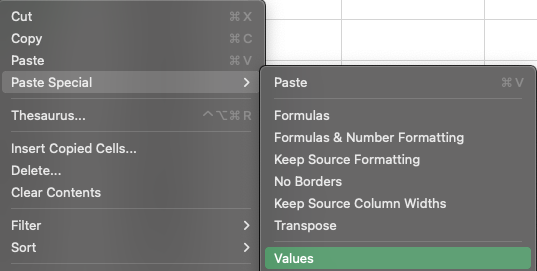 Cut ⌘X
Copy ⌘C
Paste ⌘V
Paste Special
Thesaurus... ^⌥⌘R
Insert Copied Cells...
Delete...
Clear Contents
Filter
Sort
Paste ⌘V
Formulas
Formulas & Number Formatting
Keep Source Formatting
No Borders
Keep Source Column Widths
Transpose
Values